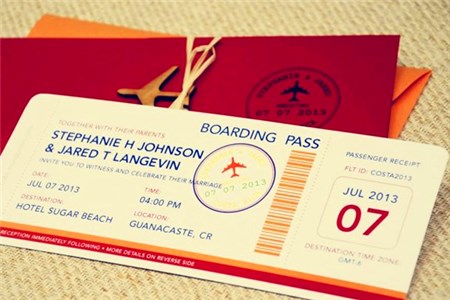 STEPHANIE & JARED
07 07 2013
BOARDING PASS
TOGETHER WITH THEIR PARENTS
STEPHANIE H JOHNSON
& JARED T LANGEVIN
INVITE YOU TO WITNESS AND CELEBRATE THEIR MARRIAGE
DATE:
JUL 07 2013
TIME:
04:00 PM
DESTINATION:
HOTEL SUGAR BEACH
LOCATION:
GUANACASTE, CR
RECEPTION IMMEDIATELY FOLLOWING • MORE DETAILS ON REVERSE SIDE
07 07 2013
PASSENGER RECEIPT
FLT ID: COSTA2013
JUL 2013
07
DESTINATION TIME ZONE
GMT-6